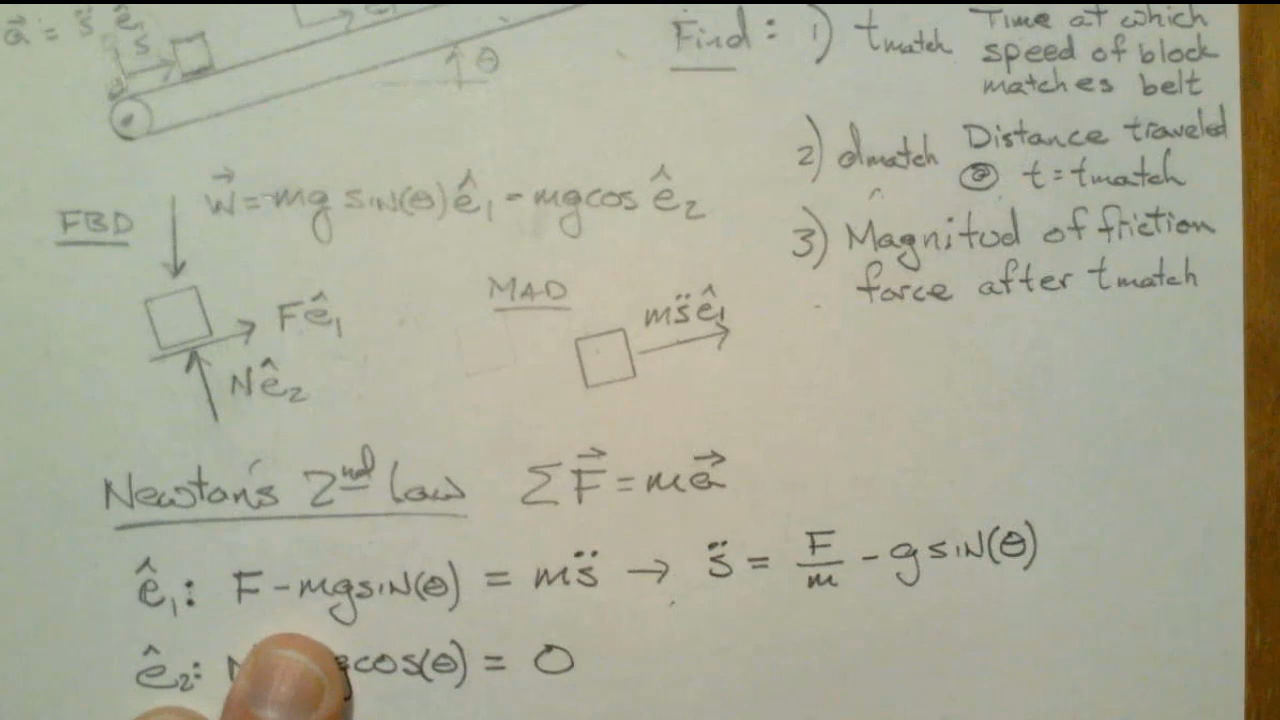 a⃗ = s̈
s
θ
Find: 1) tmatch Time at which
speed of block
matches belt
2) dmatch Distance traveled
@ t=tmatch
3) Magnitud of friction
force after tmatch
W⃗ = -mg sin(θ)ê₁ - mgcos ê₂
FBD
Fê₁
Nê₂
MAD
ms̈ê₁
Newton's 2nd law ΣF⃗ = ma⃗
ê₁: F-mgsin(θ) = ms̈ → s̈ = F/m - gsin(θ)
ê₂: cos(θ) = 0